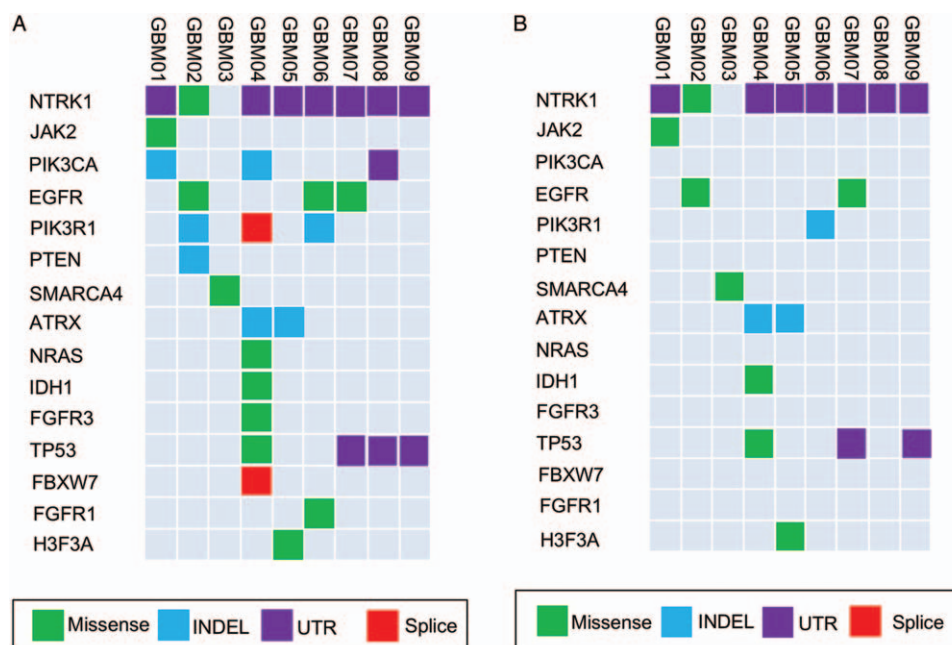 A
GBM01 GBM02 GBM03 GBM04 GBM05 GBM06 GBM07 GBM08 GBM09
NTRK1
JAK2
PIK3CA
EGFR
PIK3R1
PTEN
SMARCA4
ATRX
NRAS
IDH1
FGFR3
TP53
FBXW7
FGFR1
H3F3A
Missense INDEL UTR Splice
B
GBM01 GBM02 GBM03 GBM04 GBM05 GBM06 GBM07 GBM08 GBM09
NTRK1
JAK2
PIK3CA
EGFR
PIK3R1
PTEN
SMARCA4
ATRX
NRAS
IDH1
FGFR3
TP53
FBXW7
FGFR1
H3F3A
Missense INDEL UTR Splice